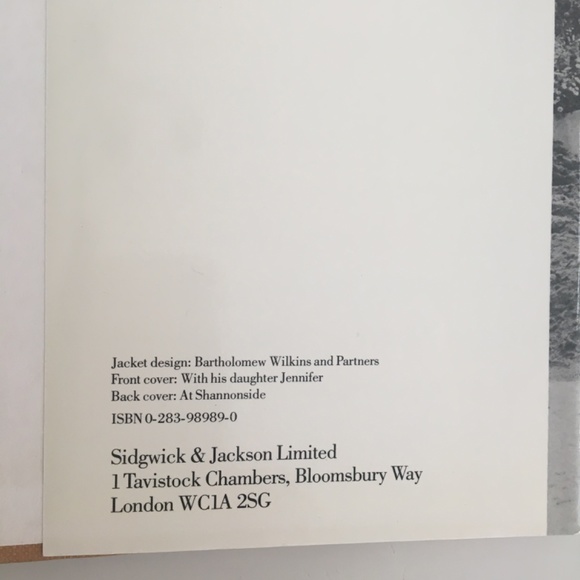 Jacket design: Bartholomew Wilkins and Partners
Front cover: With his daughter Jennifer
Back cover: At Shannonside
ISBN 0-283-98989-0
Sidgwick & Jackson Limited
1 Tavistock Chambers, Bloomsbury Way
London WC1A 2SG